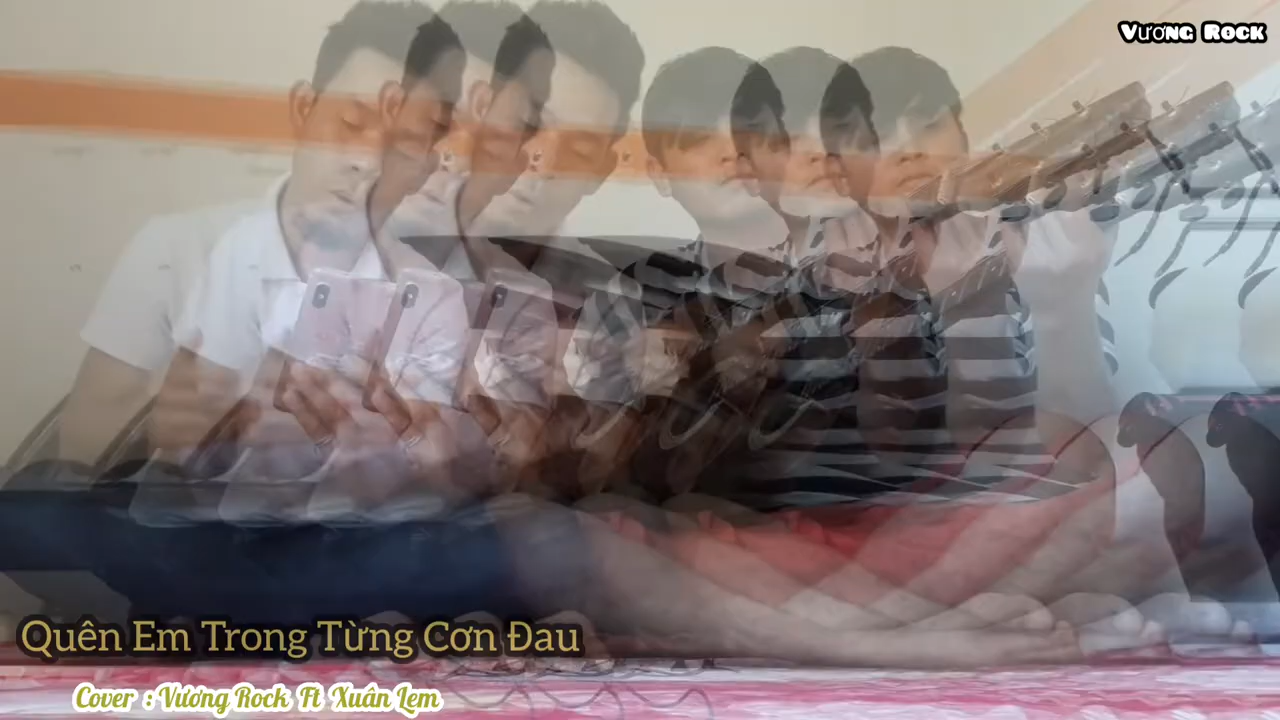 Vương Rock
Quên Em Trong Từng Cơn Đau
Cover : Vương Rock Ft Xuân Lem